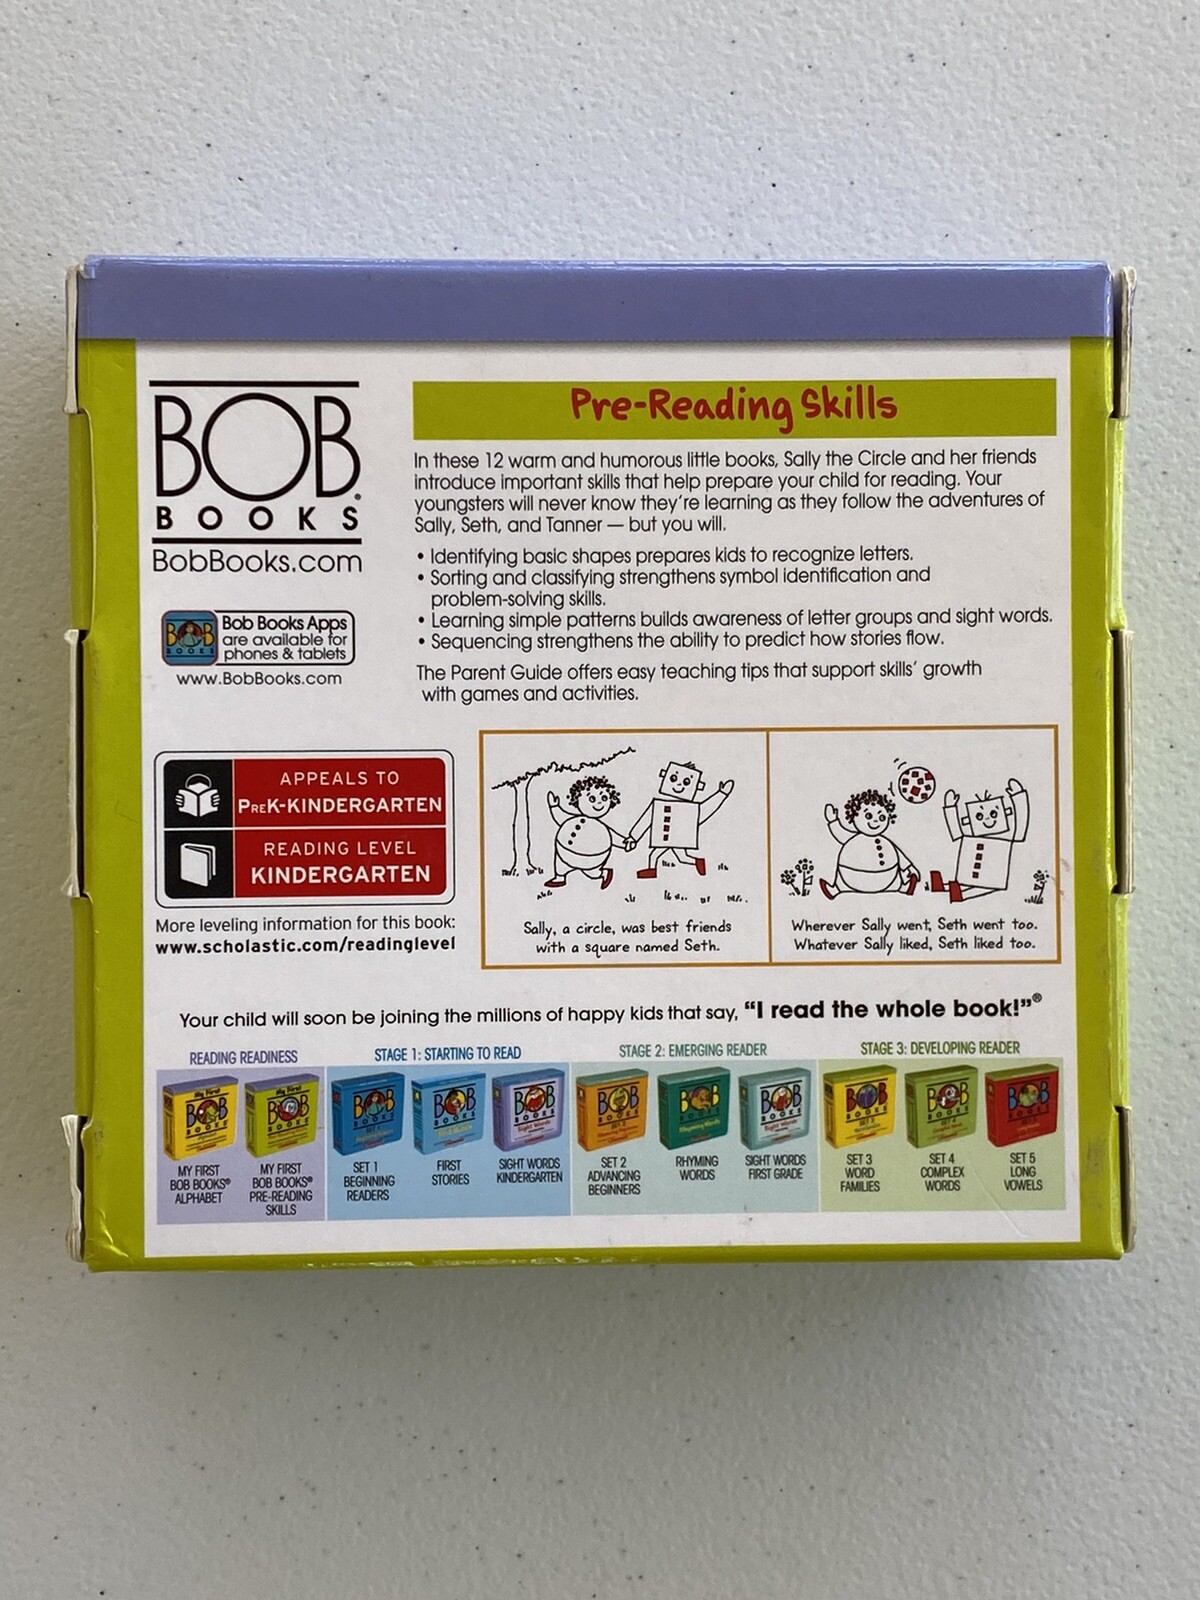 BOB
BOOKS
BobBooks.com
Bob Books Apps
are available for
phones & tablets
www.BobBooks.com
Pre-Reading Skills
In these 12 warm and humorous little books, Sally the Circle and her friends
introduce important skills that help prepare your child for reading. Your
youngsters will never know they're learning as they follow the adventures of
Sally, Seth, and Tanner — but you will.
• Identifying basic shapes prepares kids to recognize letters.
• Sorting and classifying strengthens symbol identification and
problem-solving skills.
• Learning simple patterns builds awareness of letter groups and sight words.
• Sequencing strengthens the ability to predict how stories flow.
The Parent Guide offers easy teaching tips that support skills' growth
with games and activities.
APPEALS TO
PREK-KINDERGARTEN
READING LEVEL
KINDERGARTEN
More leveling information for this book:
www.scholastic.com/readinglevel
Sally, a circle, was best friends
with a square named Seth.
Wherever Sally went, Seth went too.
Whatever Sally liked, Seth liked too.
Your child will soon be joining the millions of happy kids that say, "I read the whole book!"®
READING READINESS
MY FIRST
BOB BOOKS®
ALPHABET
MY FIRST
BOB BOOKS®
PRE-READING
SKILLS
STAGE 1: STARTING TO READ
SET 1
BEGINNING
READERS
FIRST
STORIES
SIGHT WORDS
KINDERGARTEN
STAGE 2: EMERGING READER
SET 2
ADVANCING
BEGINNERS
RHYMING
WORDS
SIGHT WORDS
FIRST GRADE
STAGE 3: DEVELOPING READER
SET 3
WORD
FAMILIES
SET 4
COMPLEX
WORDS
SET 5
LONG
VOWELS